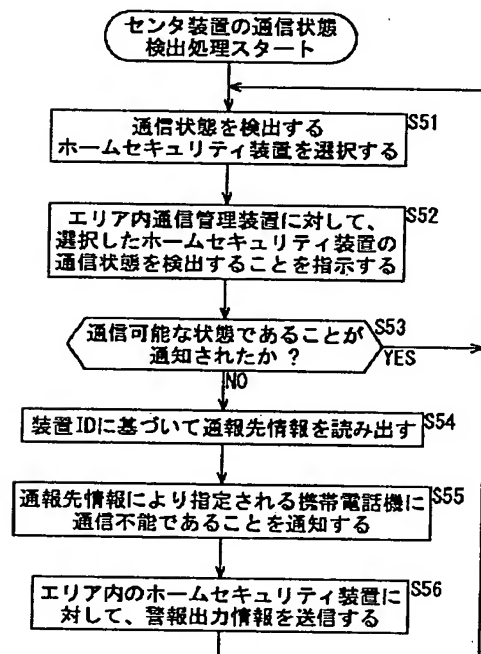 センタ装置の通信状態
検出処理スタート
通信状態を検出する
ホームセキュリティ装置を選択する
S51
エリア内通信管理装置に対して、
選択したホームセキュリティ装置の
通信状態を検出することを指示する
S52
通信可能な状態であることが
通知されたか？
S53
YES
NO
装置IDに基づいて通報先情報を読み出す
S54
通報先情報により指定される携帯電話機に
通信不能であることを通知する
S55
エリア内のホームセキュリティ装置に
対して、警報出力情報を送信する
S56